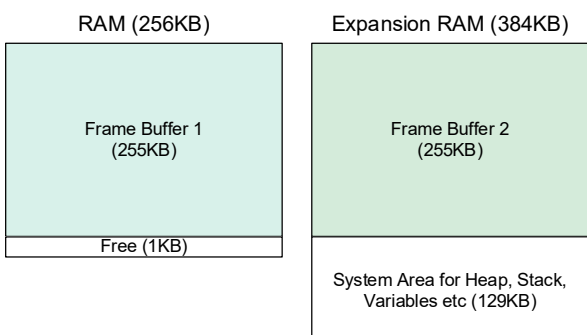 RAM (256KB)
Frame Buffer 1
(255KB)
Free (1KB)
Expansion RAM (384KB)
Frame Buffer 2
(255KB)
System Area for Heap, Stack,
Variables etc (129KB)